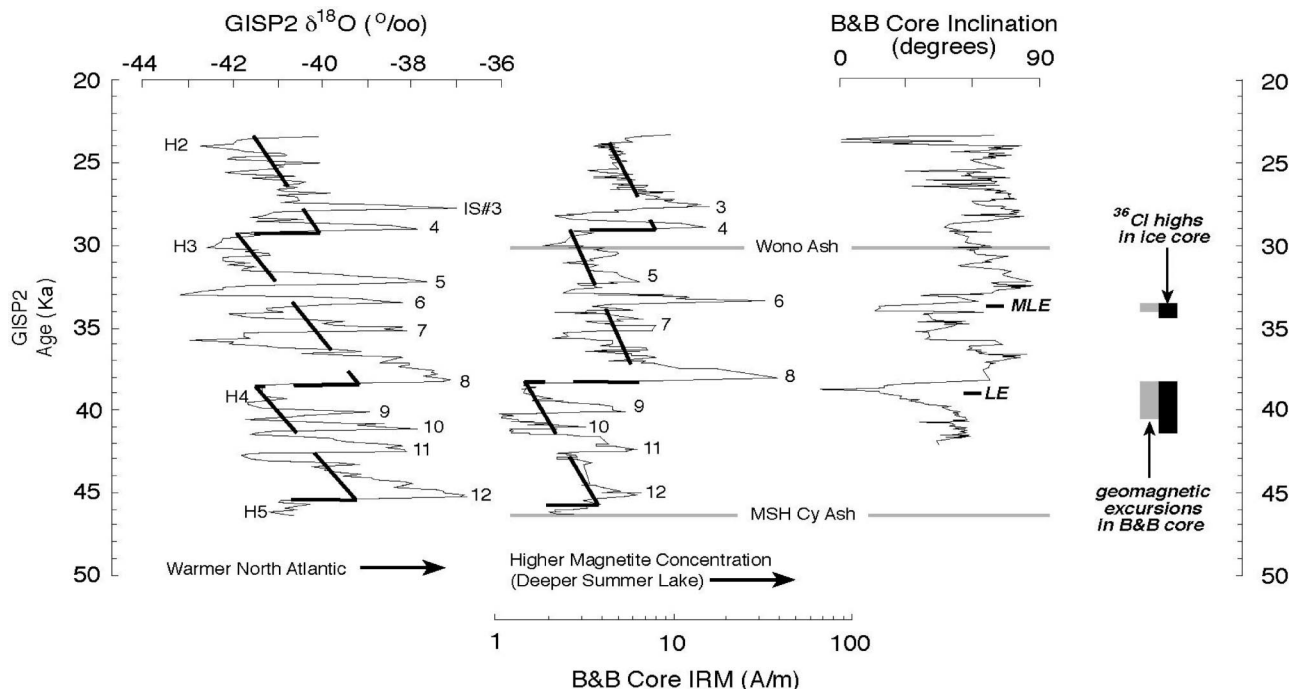 GISP2 δ18O (o/oo)
B&B Core Inclination
(degrees)
-44 -42 -40 -38 -36
0 90
20 20
25 25
30 30
35 35
40 40
45 45
50 50
GISP2
Age (Ka)
H2
IS#3
4
H3
5
6
7
8
H4
9
10
11
12
H5
Warmer North Atlantic
3
4
Wono Ash
5
6
7
8
9
10
11
12
MSH Cy Ash
Higher Magnetite Concentration
(Deeper Summer Lake)
1 10 100
B&B Core IRM (A/m)
MLE
LE
36Cl highs
in ice core
geomagnetic
excursions
in B&B core